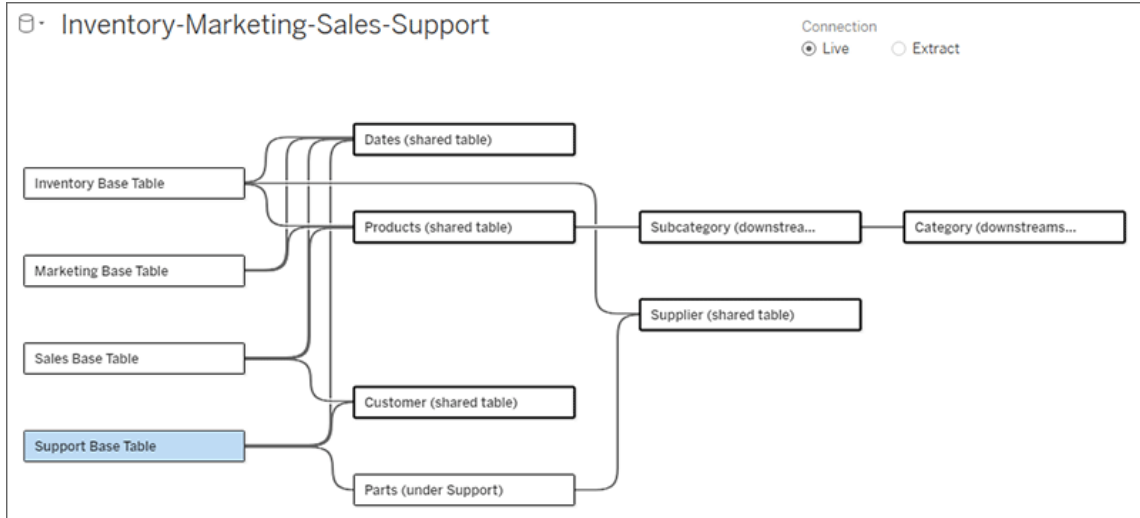 Inventory-Marketing-Sales-Support
Connection
Live Extract
Dates (shared table)
Inventory Base Table
Products (shared table)
Subcategory (downstrea...
Category (downstreams...
Marketing Base Table
Supplier (shared table)
Sales Base Table
Customer (shared table)
Support Base Table
Parts (under Support)